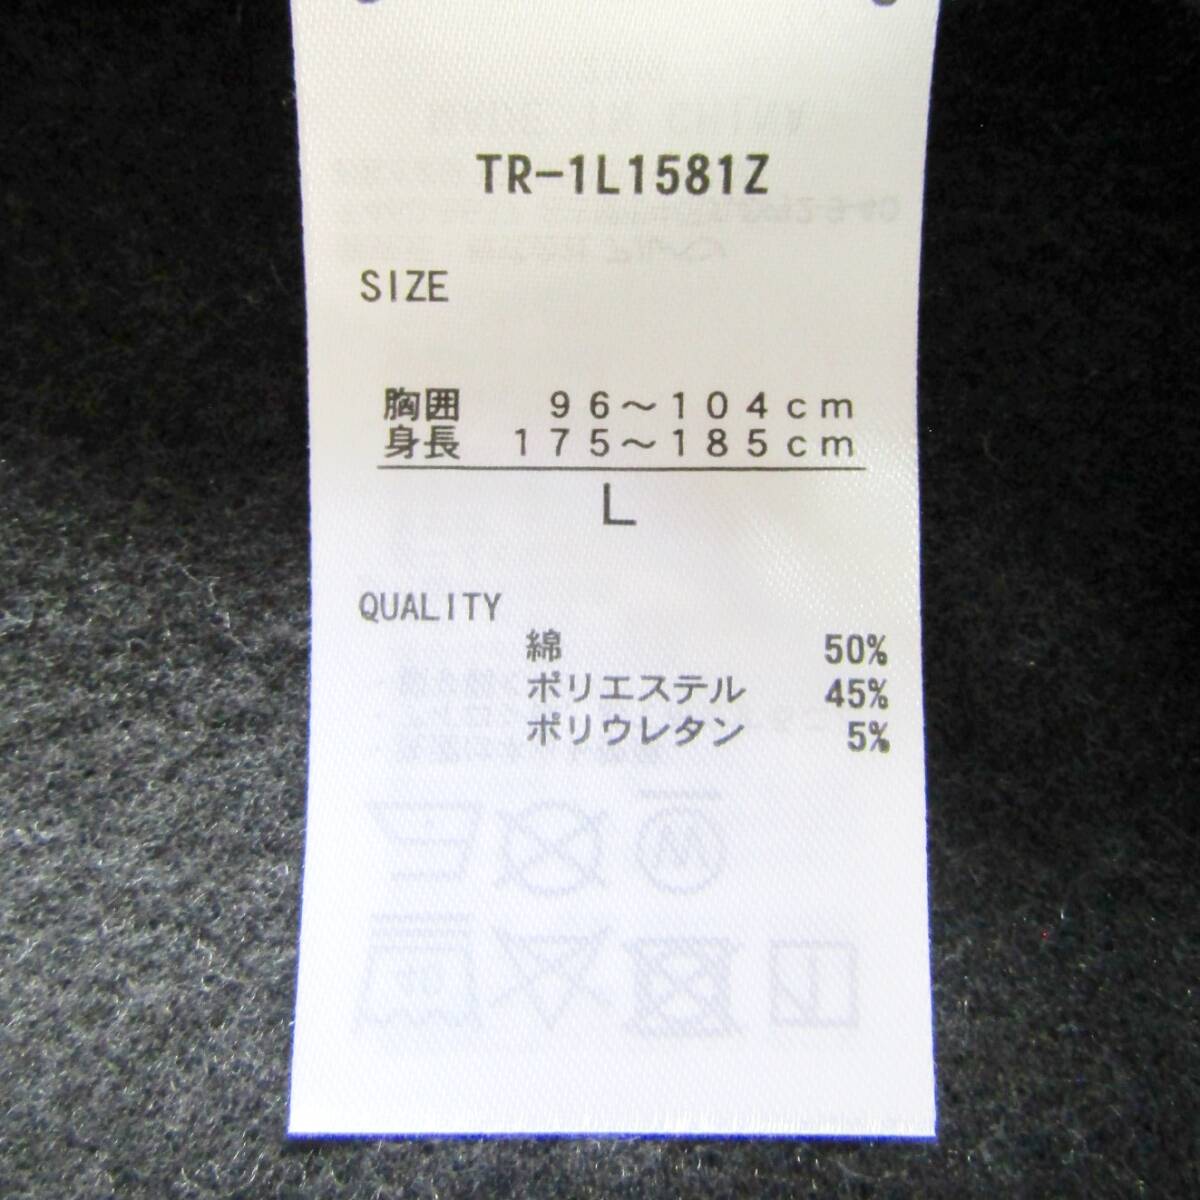 TR-1L1581Z
SIZE
胸囲 96～104cm
身長 175～185cm
L
QUALITY
綿 50%
ポリエステル 45%
ポリウレタン 5%